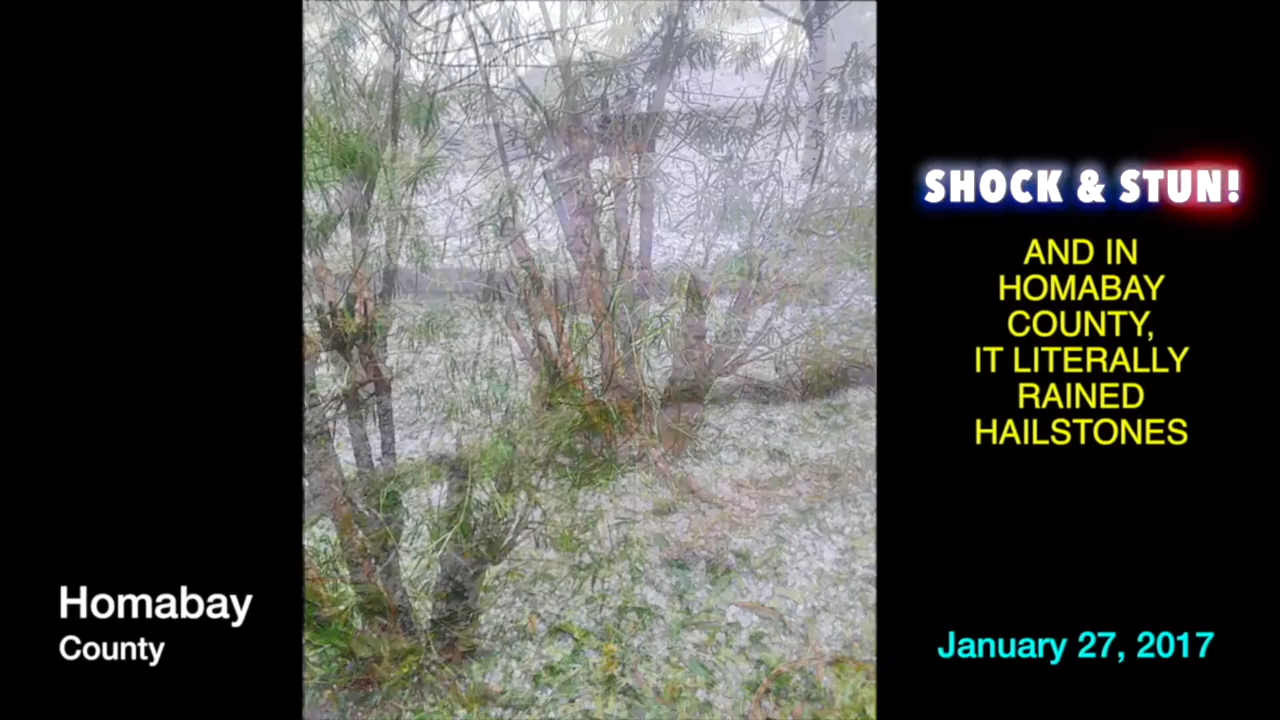 SHOCK & STUN!
AND IN
HOMABAY
COUNTY,
IT LITERALLY
RAINED
HAILSTONES
Homabay
County
January 27, 2017